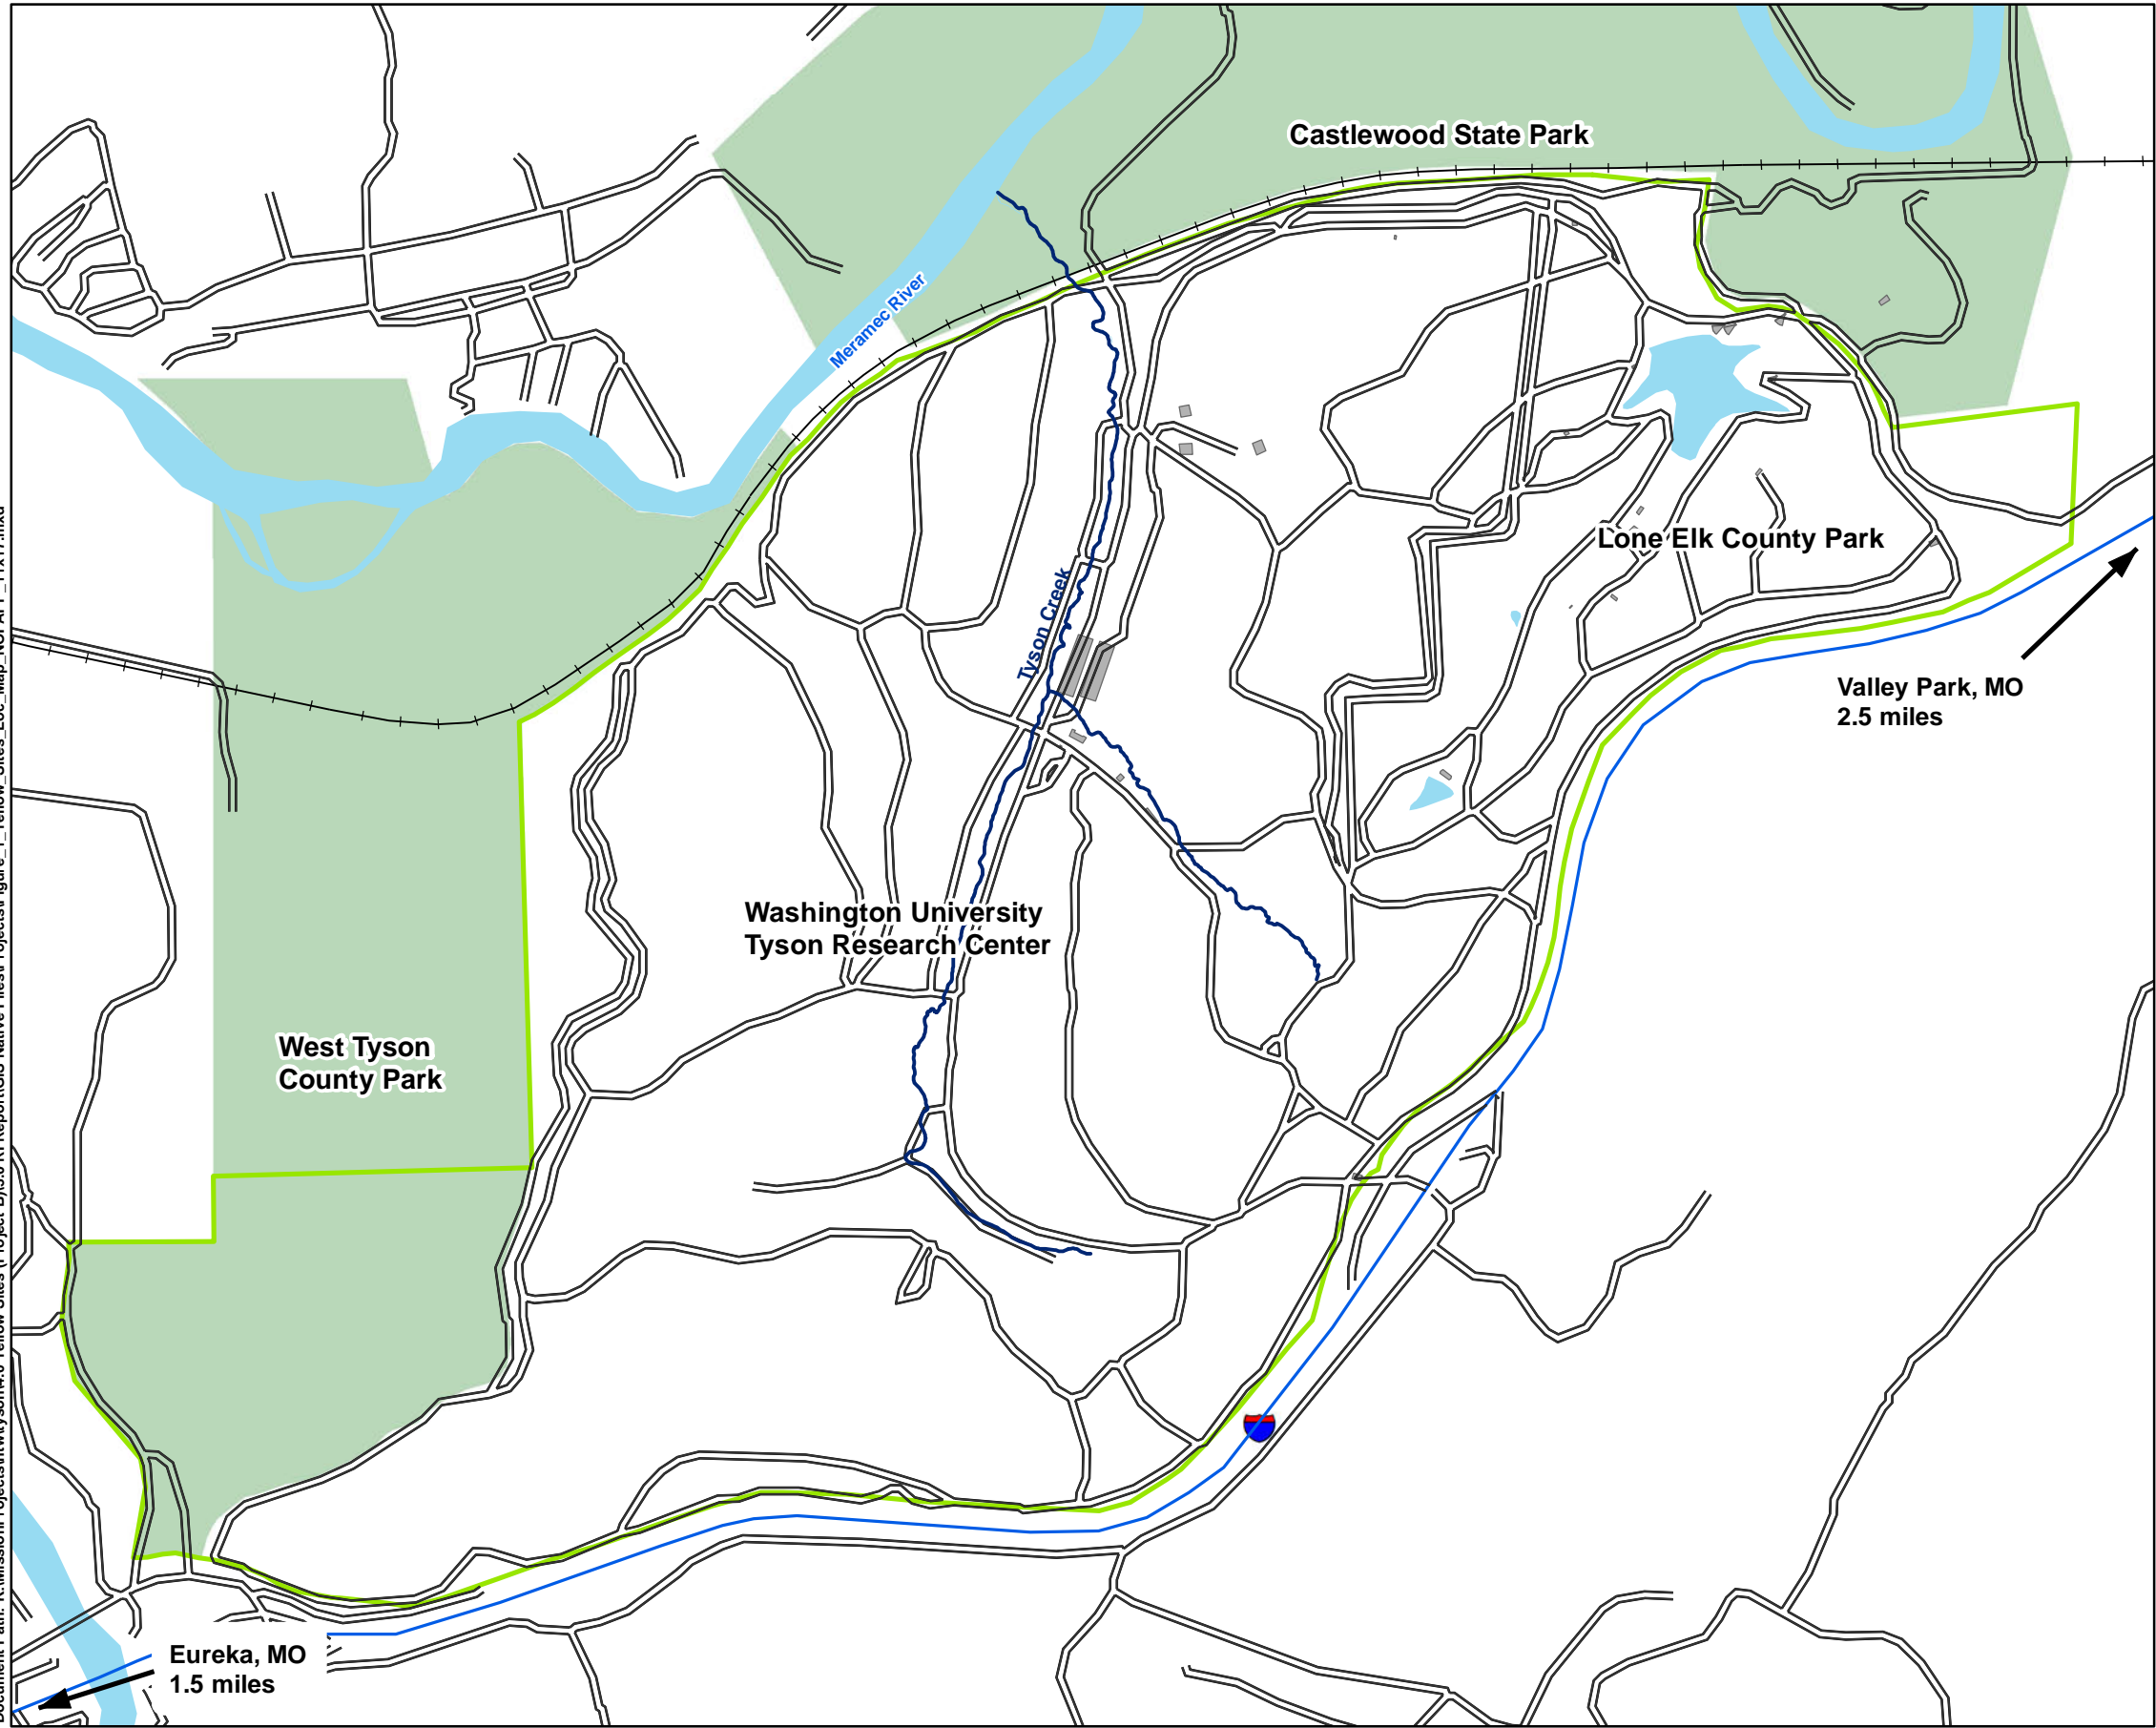 Castlewood State Park
Meramec River
Lone Elk County Park
Tyson Creek
Valley Park, MO
2.5 miles
Washington University
Tyson Research Center
West Tyson
County Park
Eureka, MO
1.5 miles